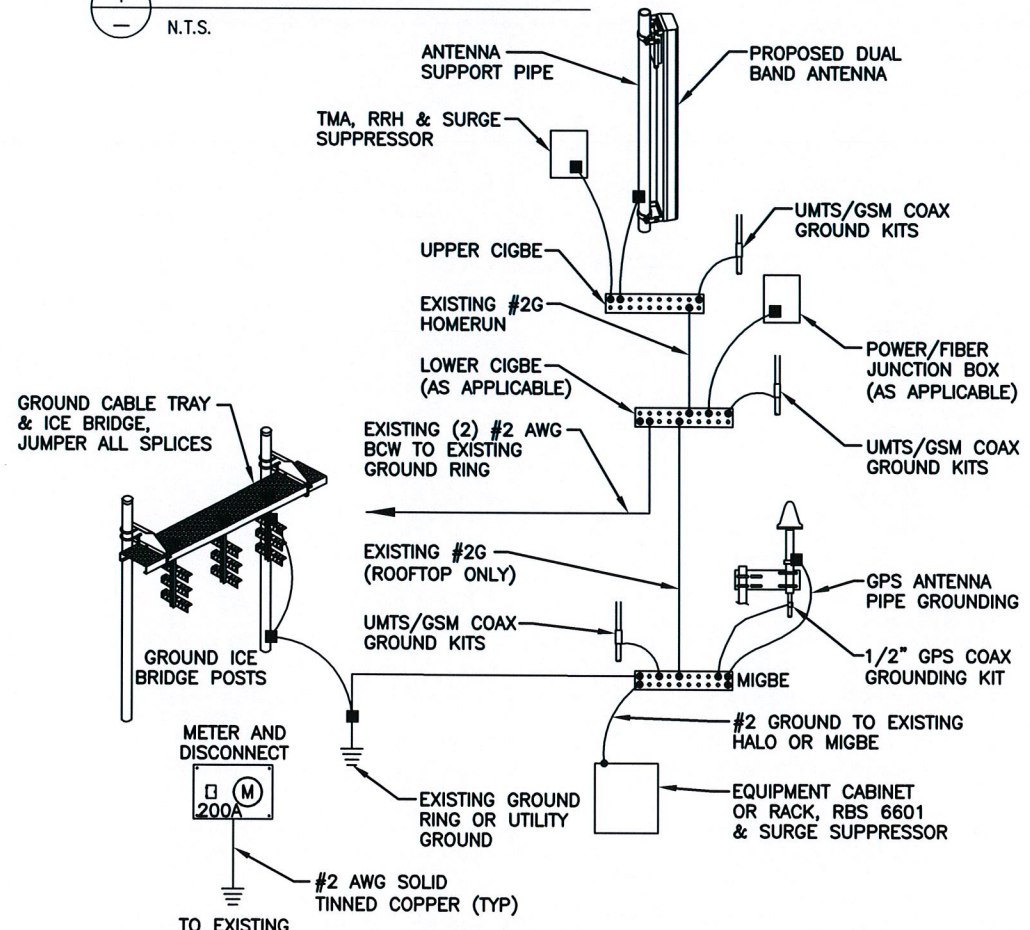 N.T.S.
ANTENNA
SUPPORT PIPE
PROPOSED DUAL
BAND ANTENNA
TMA, RRH & SURGE
SUPPRESSOR
UMTS/GSM COAX
GROUND KITS
UPPER CIGBE
EXISTING #2G
HOMERUN
LOWER CIGBE
(AS APPLICABLE)
POWER/FIBER
JUNCTION BOX
(AS APPLICABLE)
GROUND CABLE TRAY
& ICE BRIDGE,
JUMPER ALL SPLICES
EXISTING (2) #2 AWG
BCW TO EXISTING
GROUND RING
UMTS/GSM COAX
GROUND KITS
EXISTING #2G
(ROOFTOP ONLY)
GPS ANTENNA
PIPE GROUNDING
UMTS/GSM COAX
GROUND KITS
GROUND ICE
BRIDGE POSTS
1/2" GPS COAX
GROUNDING KIT
MIGBE
#2 GROUND TO EXISTING
HALO OR MIGBE
METER AND
DISCONNECT
M
200A
EXISTING GROUND
RING OR UTILITY
GROUND
EQUIPMENT CABINET
OR RACK, RBS 6601
& SURGE SUPPRESSOR
#2 AWG SOLID
TINNED COPPER (TYP)
TO EXISTING